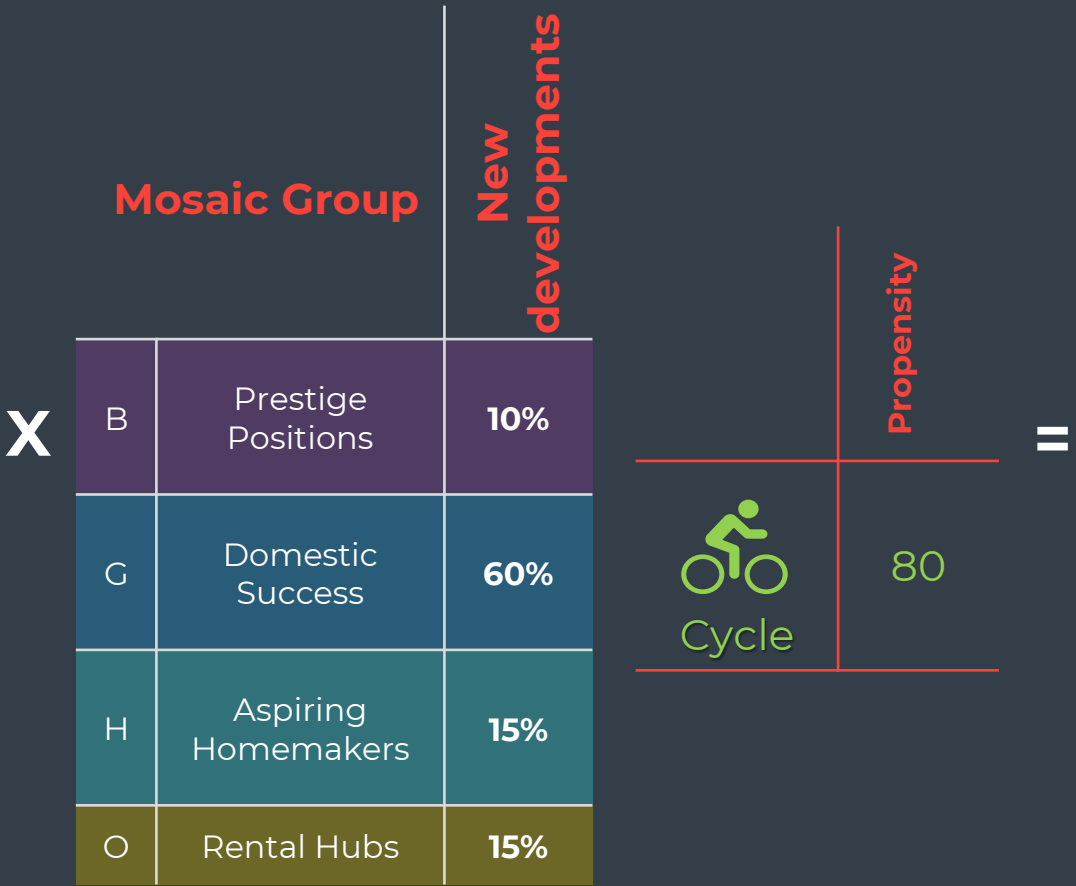 Mosaic Group
New
developments
X
B
Prestige
Positions
10%
G
Domestic
Success
60%
H
Aspiring
Homemakers
15%
O
Rental Hubs
15%
Propensity
Cycle
80
=